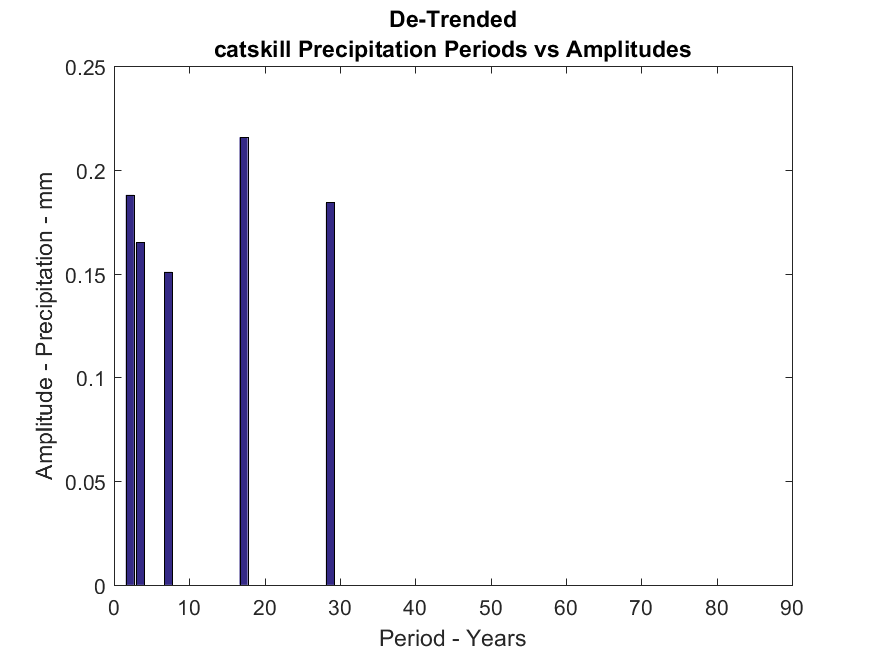 De-Trended
catskill Precipitation Periods vs Amplitudes
0.25
0.2
0.15
0.1
0.05
0
Amplitude - Precipitation - mm
0 10 20 30 40 50 60 70 80 90
Period - Years